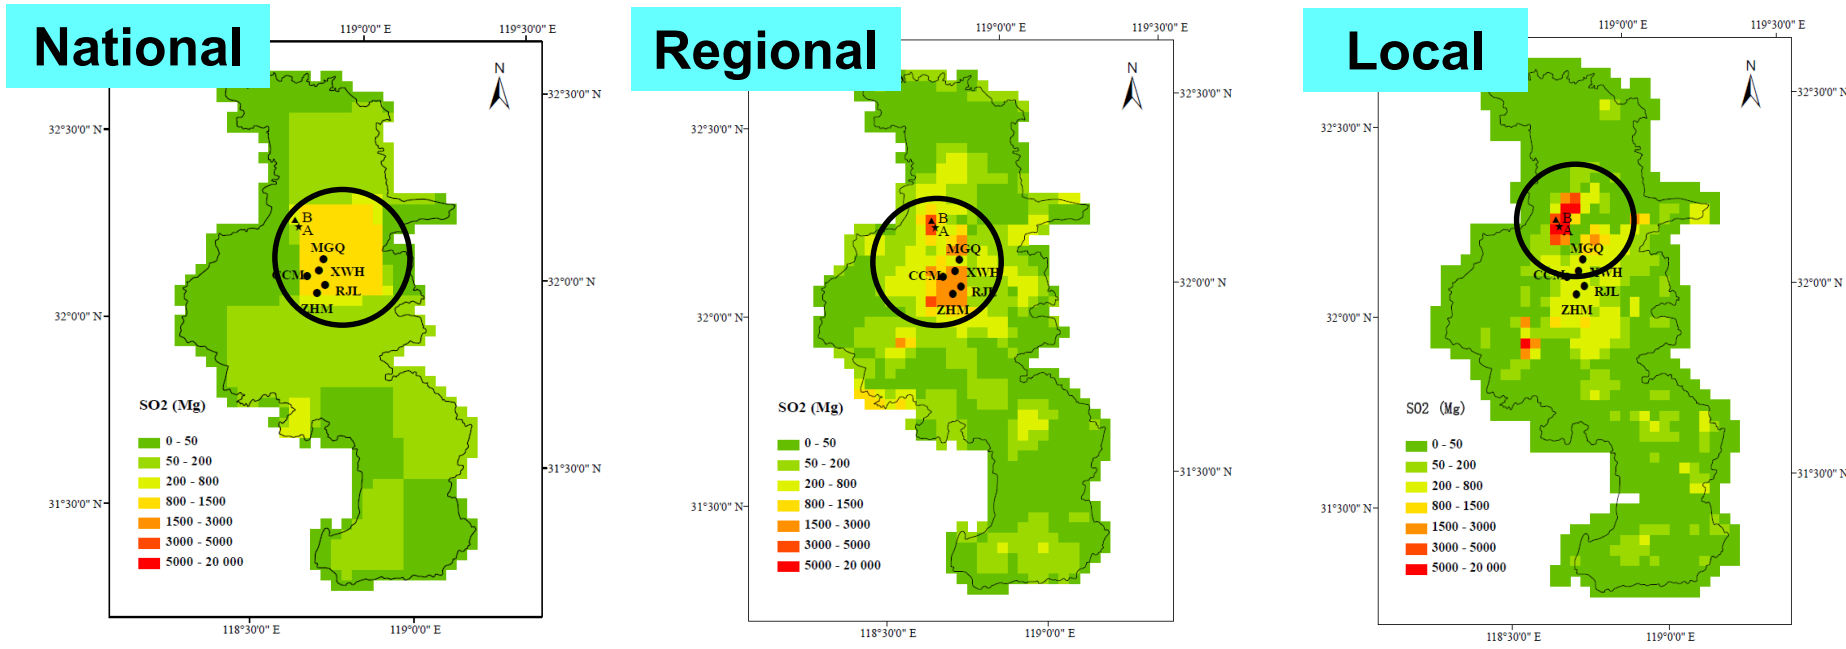 National
119°0'0" E
119°30'0" E
N
32°30'0" N
32°30'0" N
B
A
MGQ
CCM
XWH
RJL
ZHM
32°0'0" N
32°0'0" N
SO2 (Mg)
0 - 50
50 - 200
200 - 800
800 - 1500
1500 - 3000
3000 - 5000
5000 - 20 000
31°30'0" N
31°30'0" N
118°30'0" E
119°0'0" E
Regional
119°0'0" E
119°30'0" E
N
32°30'0" N
32°30'0" N
B
A
MGQ
CCM
XWH
RJL
ZHM
32°0'0" N
32°0'0" N
SO2 (Mg)
0 - 50
50 - 200
200 - 800
800 - 1500
1500 - 3000
3000 - 5000
5000 - 20 000
31°30'0" N
31°30'0" N
118°30'0" E
119°0'0" E
Local
119°0'0" E
119°30'0" E
N
32°30'0" N
32°30'0" N
B
A
MGQ
CCM
XWH
RJL
ZHM
32°0'0" N
32°0'0" N
SO2 (Mg)
0 - 50
50 - 200
200 - 800
800 - 1500
1500 - 3000
3000 - 5000
5000 - 20 000
31°30'0" N
31°30'0" N
118°30'0" E
119°0'0" E